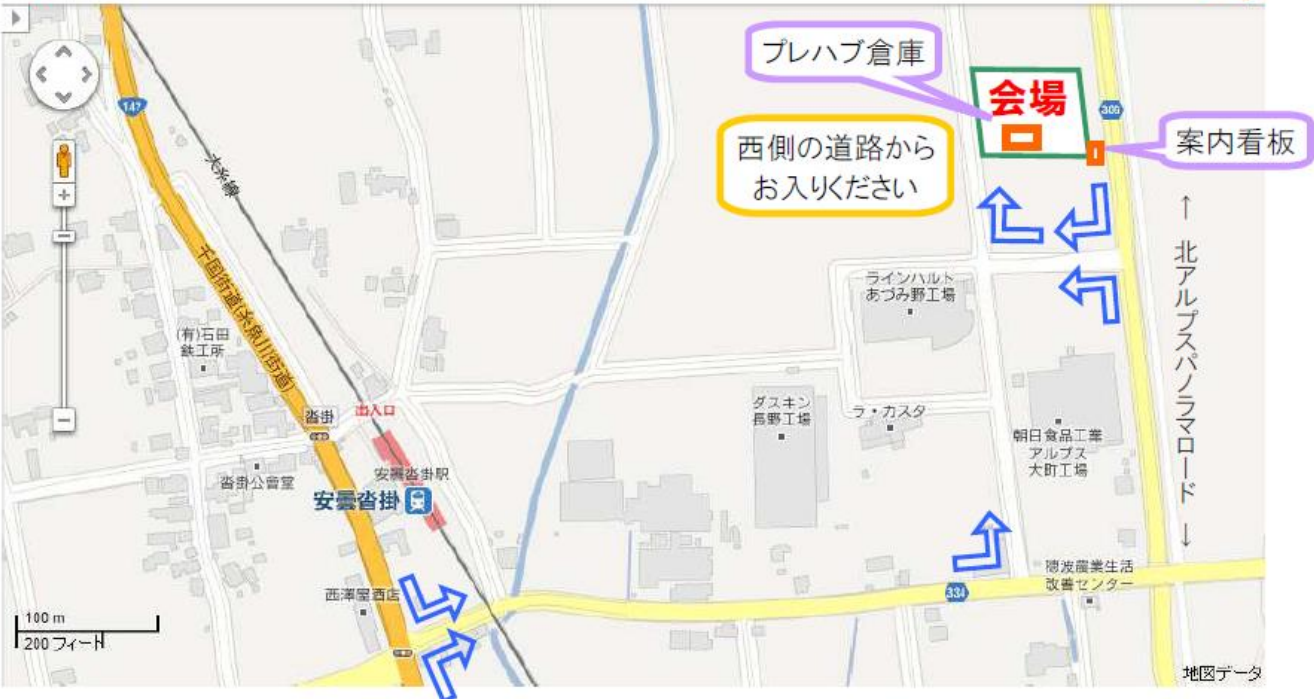 プレハブ倉庫
会場
306
147
案内看板
西側の道路から
お入りください
大糸線
← 北アルプスパノラマロード →
千国街道(糸魚川街道)
ラインハルト
あづみ野工場
(有)石田
鉄工所
ダスキン
長野工場
ラ・カスタ
沓掛
出入口
朝日食品工業
アルプス
大町工場
安曇沓掛駅
沓掛公會堂
安曇沓掛
穂波農業生活
改善センター
334
西澤屋酒店
100 m
200 フィート
地図データ